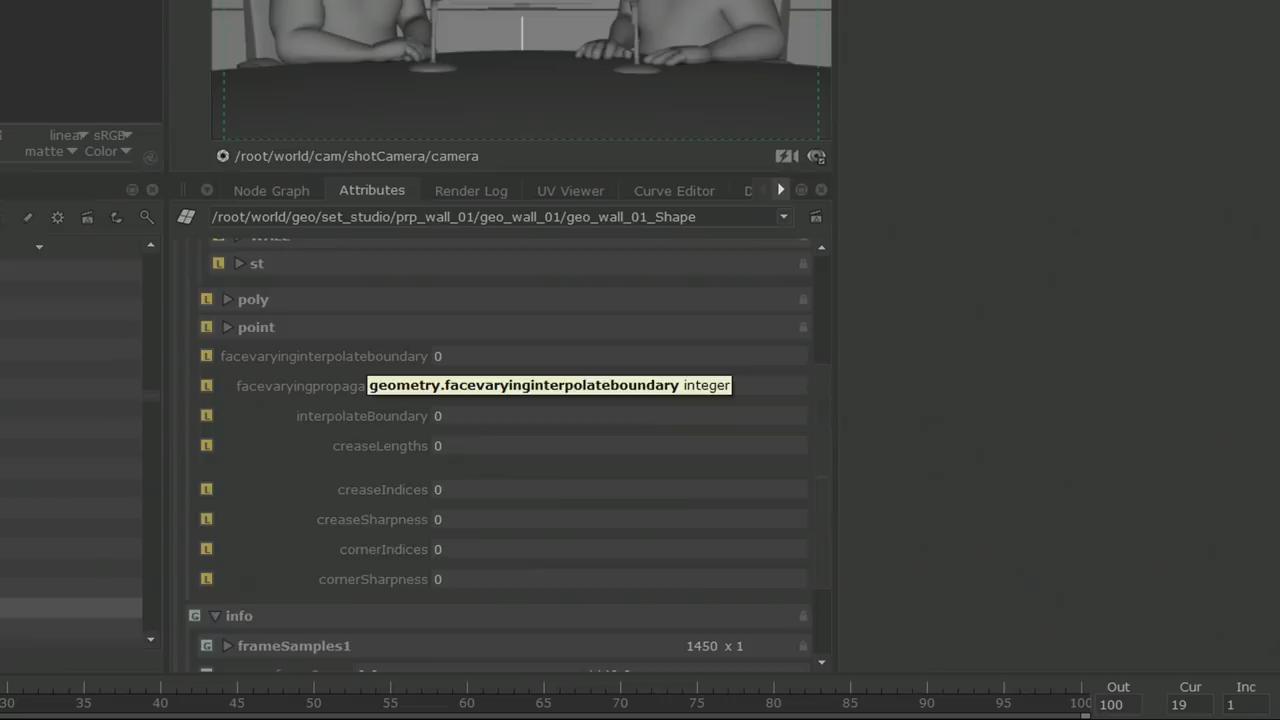 linear sRGB
matte Color
/root/world/cam/shotCamera/camera
Node Graph Attributes Render Log UV Viewer Curve Editor D
/root/world/geo/set_studio/prp_wall_01/geo_wall_01/geo_wall_01_Shape
L st
L poly
L point
L facevaryinginterpolateboundary 0
L facevaryingpropaga geometry.facevaryinginterpolateboundary integer
L interpolateBoundary 0
L creaseLengths 0
L creaseIndices 0
L creaseSharpness 0
L cornerIndices 0
L cornerSharpness 0
G info
G frameSamples1 1450 x 1
30 35 40 45 50 55 60 65 70 75 80 85 90 95 100
Out Cur Inc
100 19 1